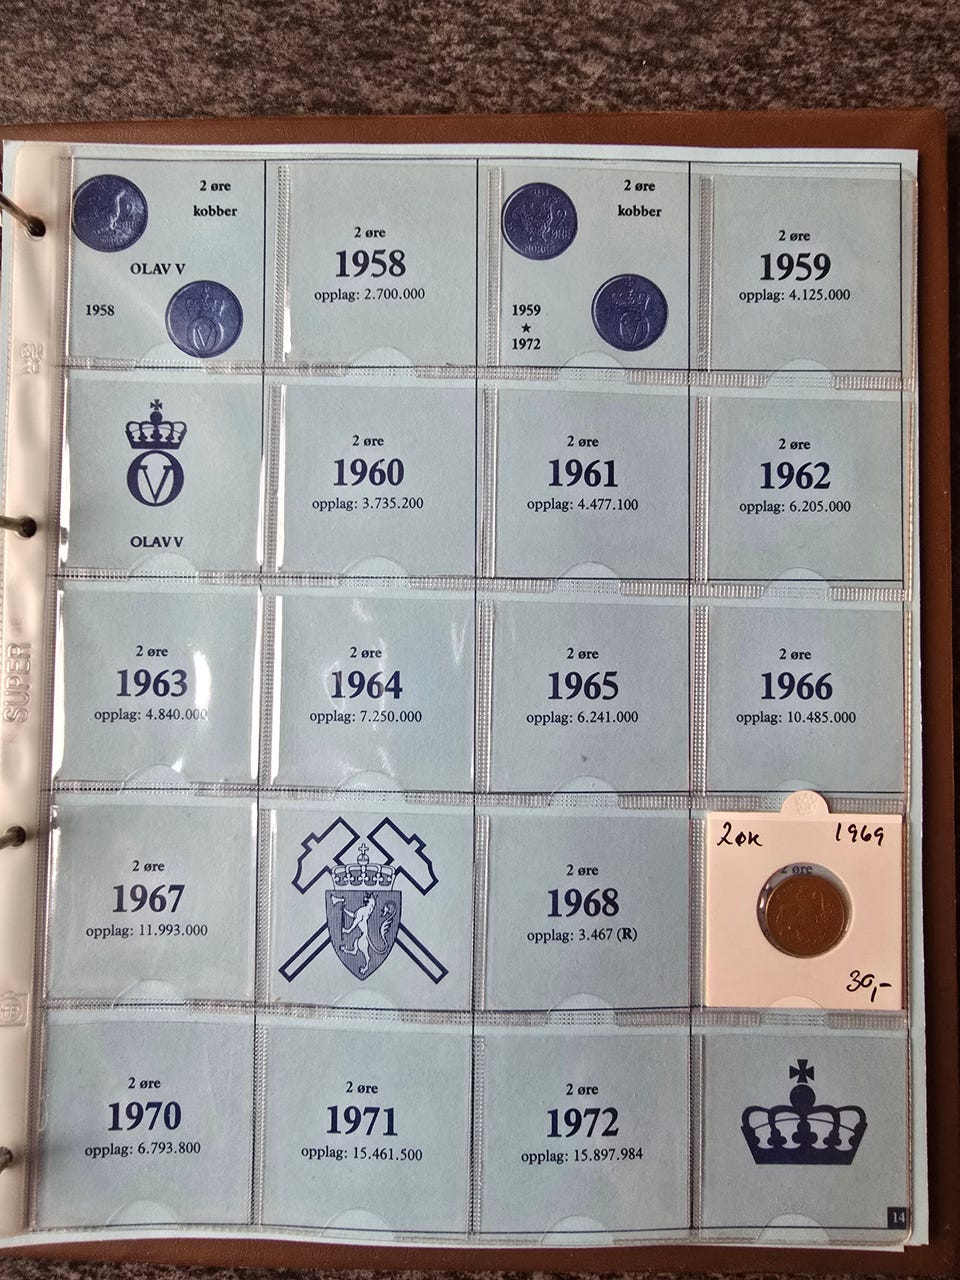 2 øre
kobber
OLAV V
1958
2 øre
1958
opplag: 2.700.000
2 øre
kobber
1959
★
1972
2 øre
1959
opplag: 4.125.000
OLAV V
2 øre
1960
opplag: 3.735.200
2 øre
1961
opplag: 4.477.100
2 øre
1962
opplag: 6.205.000
2 øre
1963
opplag: 4.840.000
2 øre
1964
opplag: 7.250.000
2 øre
1965
opplag: 6.241.000
2 øre
1966
opplag: 10.485.000
SUPER
2 øre
1967
opplag: 11.993.000
2 øre
1968
opplag: 3.467 (R)
2øk 1969
2 øre
30,-
2 øre
1970
opplag: 6.793.800
2 øre
1971
opplag: 15.461.500
2 øre
1972
opplag: 15.897.984
14